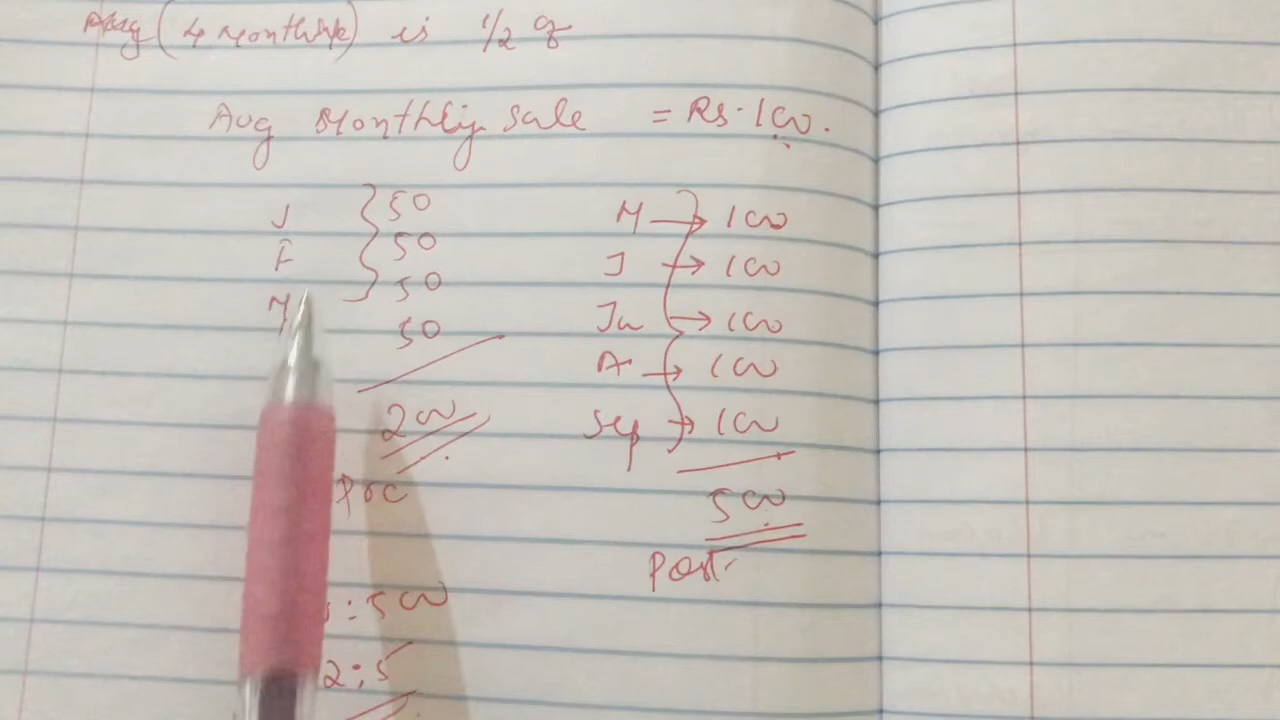 Avg (4 months) is 1/2 of
Avg Monthly sale = Rs. 100.
J 50 M → 100
F 50 J → 100
M 50 Ju → 100
50 A → 100
200 Sep → 100
Pre 500
Post
: 500
2:5